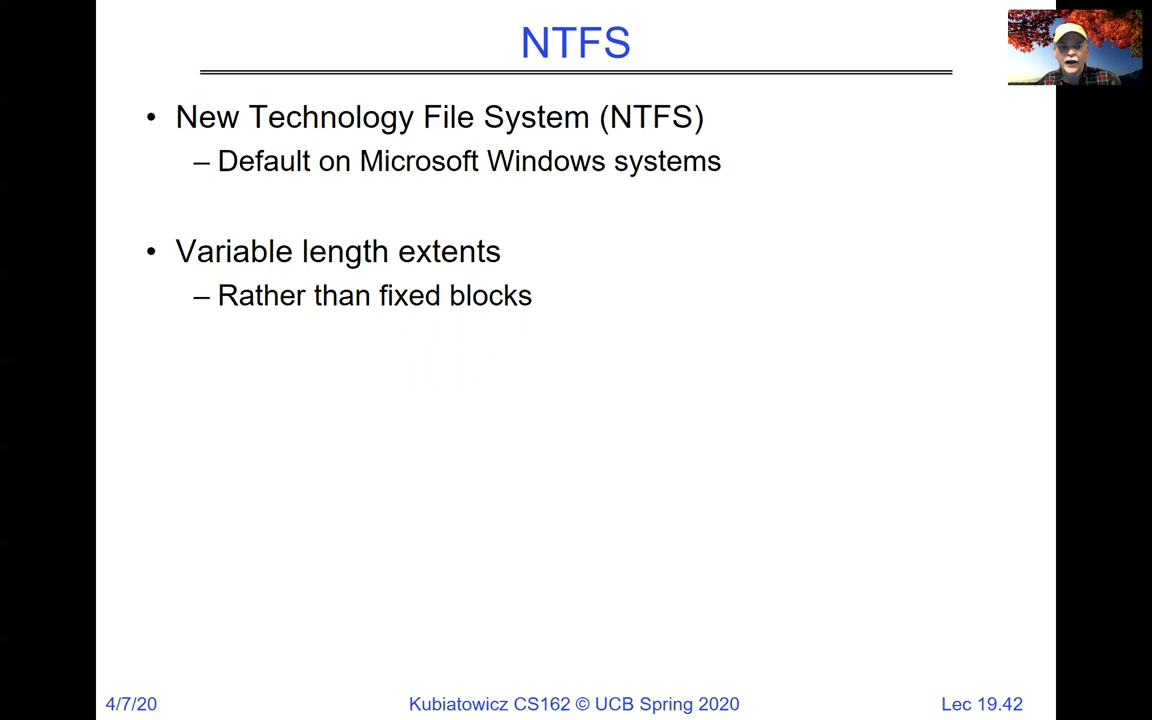 NTFS
• New Technology File System (NTFS)
– Default on Microsoft Windows systems
• Variable length extents
– Rather than fixed blocks
4/7/20
Kubiatowicz CS162 © UCB Spring 2020
Lec 19.42